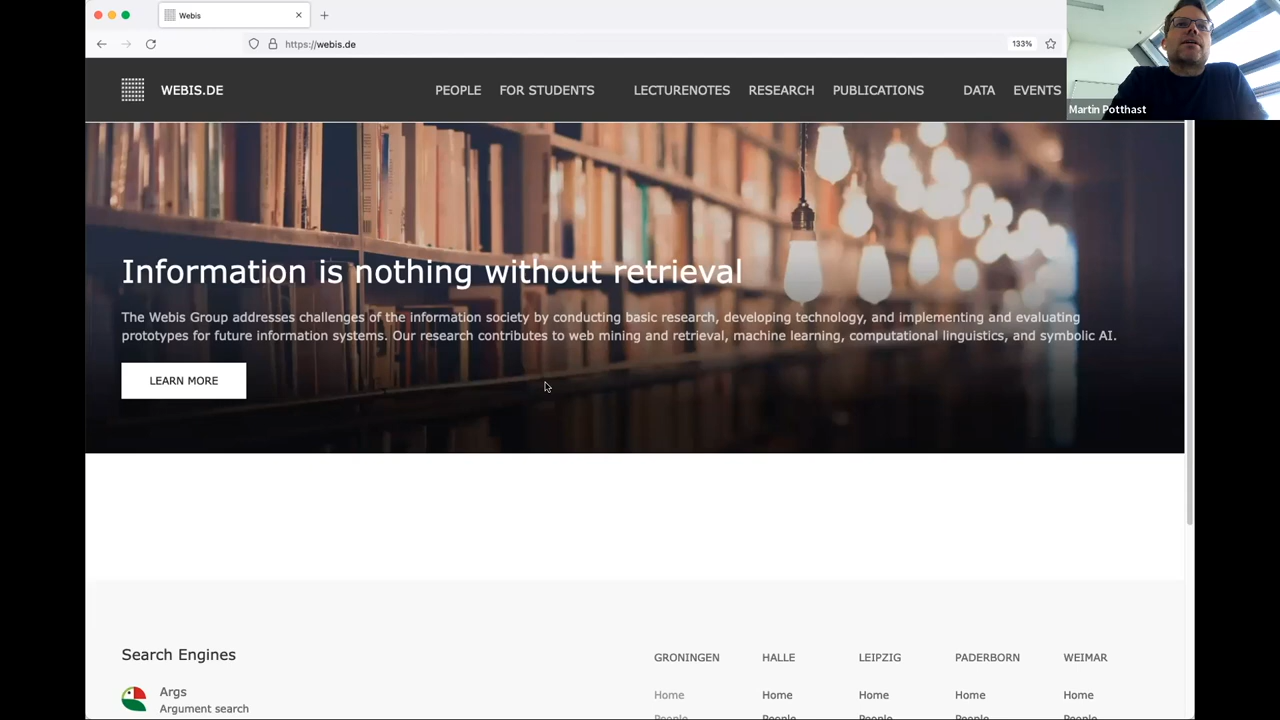 Webis
https://webis.de
133%
Martin Potthast
WEBIS.DE
PEOPLE FOR STUDENTS LECTURENOTES RESEARCH PUBLICATIONS DATA EVENTS
Information is nothing without retrieval
The Webis Group addresses challenges of the information society by conducting basic research, developing technology, and implementing and evaluating
prototypes for future information systems. Our research contributes to web mining and retrieval, machine learning, computational linguistics, and symbolic AI.
LEARN MORE
Search Engines
Args
Argument search
GRONINGEN HALLE LEIPZIG PADERBORN WEIMAR
Home Home Home Home Home
People People People People People